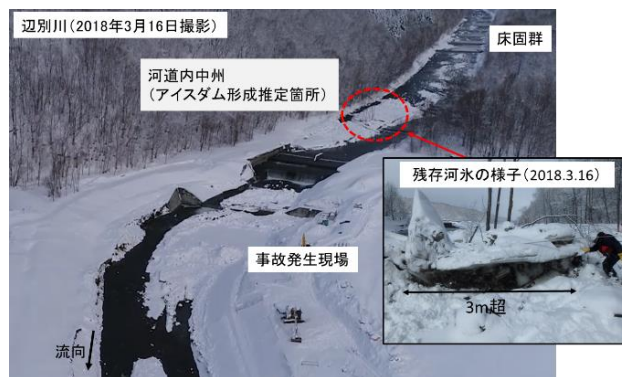 辺別川(2018年3月16日撮影)
床固群
河道内中州
(アイスダム形成推定箇所)
残存河氷の様子(2018.3.16)
事故発生現場
3m超
流向